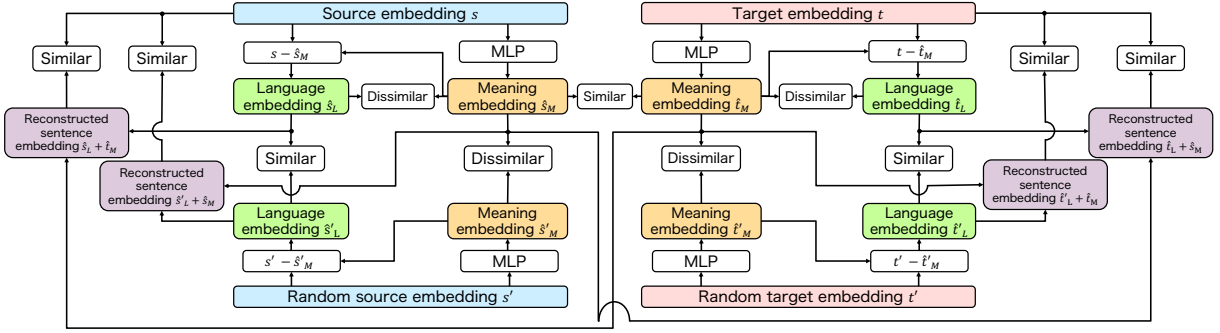 Source embedding s
Target embedding t
Similar
Similar
s − ŝ_M
MLP
MLP
t − t̂_M
Similar
Similar
Language
embedding ŝ_L
Dissimilar
Meaning
embedding ŝ_M
Similar
Meaning
embedding t̂_M
Dissimilar
Language
embedding t̂_L
Reconstructed
sentence
embedding ŝ_L + t̂_M
Reconstructed
sentence
embedding t̂_L + ŝ_M
Similar
Dissimilar
Dissimilar
Similar
Reconstructed
sentence
embedding ŝ'_L + ŝ_M
Reconstructed
sentence
embedding t̂'_L + t̂_M
Language
embedding ŝ'_L
Meaning
embedding ŝ'_M
Meaning
embedding t̂'_M
Language
embedding t̂'_L
s' − ŝ'_M
MLP
MLP
t' − t̂'_M
Random source embedding s'
Random target embedding t'